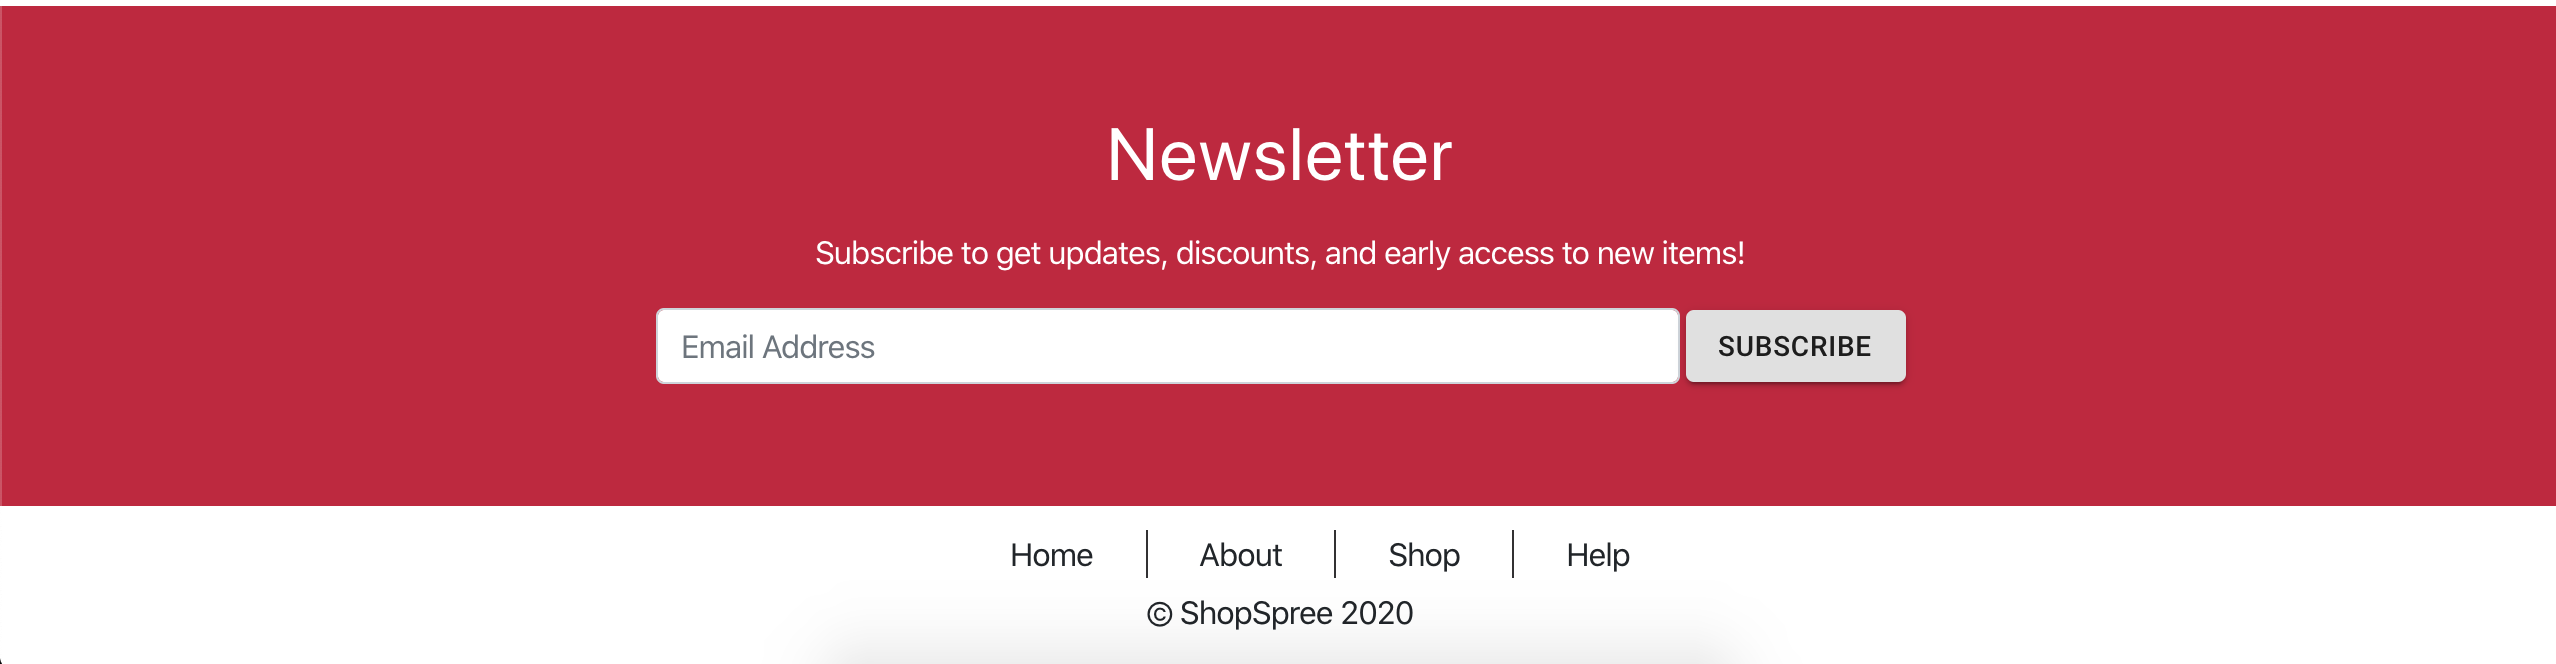 Newsletter
Subscribe to get updates, discounts, and early access to new items!
Email Address SUBSCRIBE
Home About Shop Help
© ShopSpree 2020